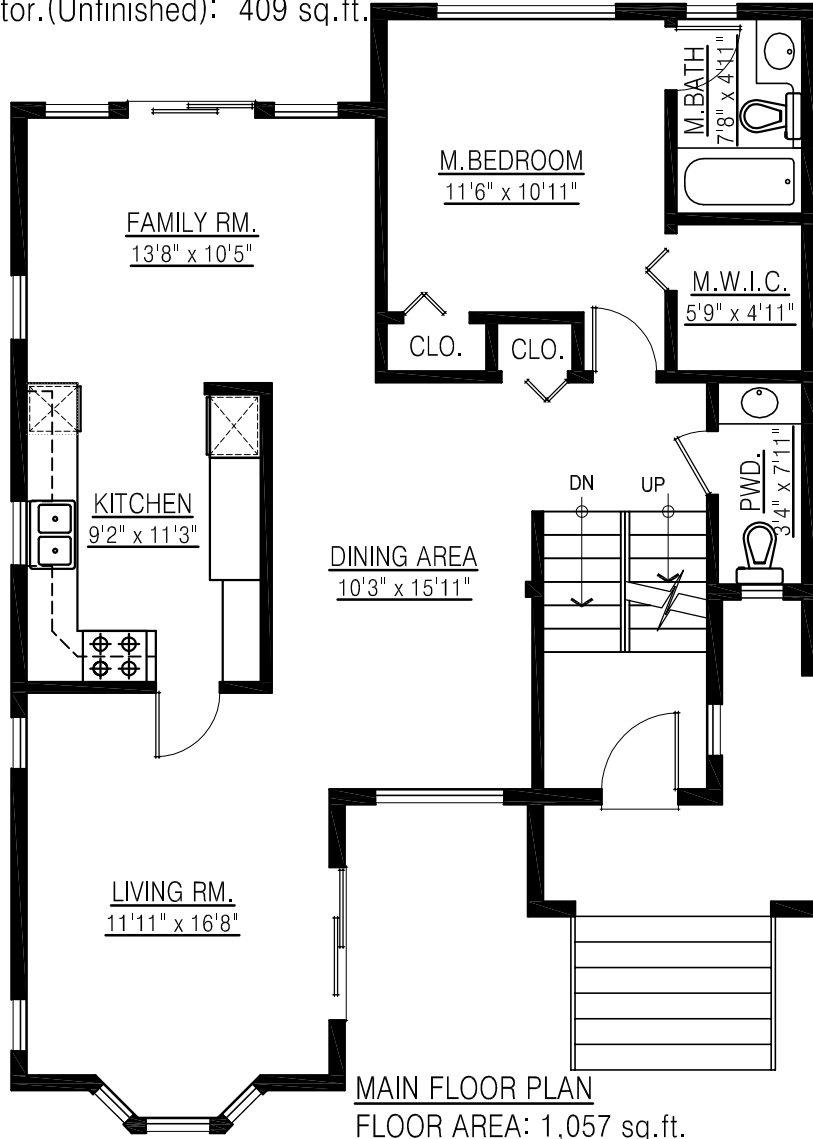 tor.(Unfinished): 409 sq.ft.
M.BATH
7'8" x 4'11"
M.BEDROOM
11'6" x 10'11"
FAMILY RM.
13'8" x 10'5"
M.W.I.C.
5'9" x 4'11"
CLO.
CLO.
KITCHEN
9'2" x 11'3"
DN
UP
PWD.
3'4" x 7'11"
DINING AREA
10'3" x 15'11"
LIVING RM.
11'11" x 16'8"
MAIN FLOOR PLAN
FLOOR AREA: 1,057 sq.ft.